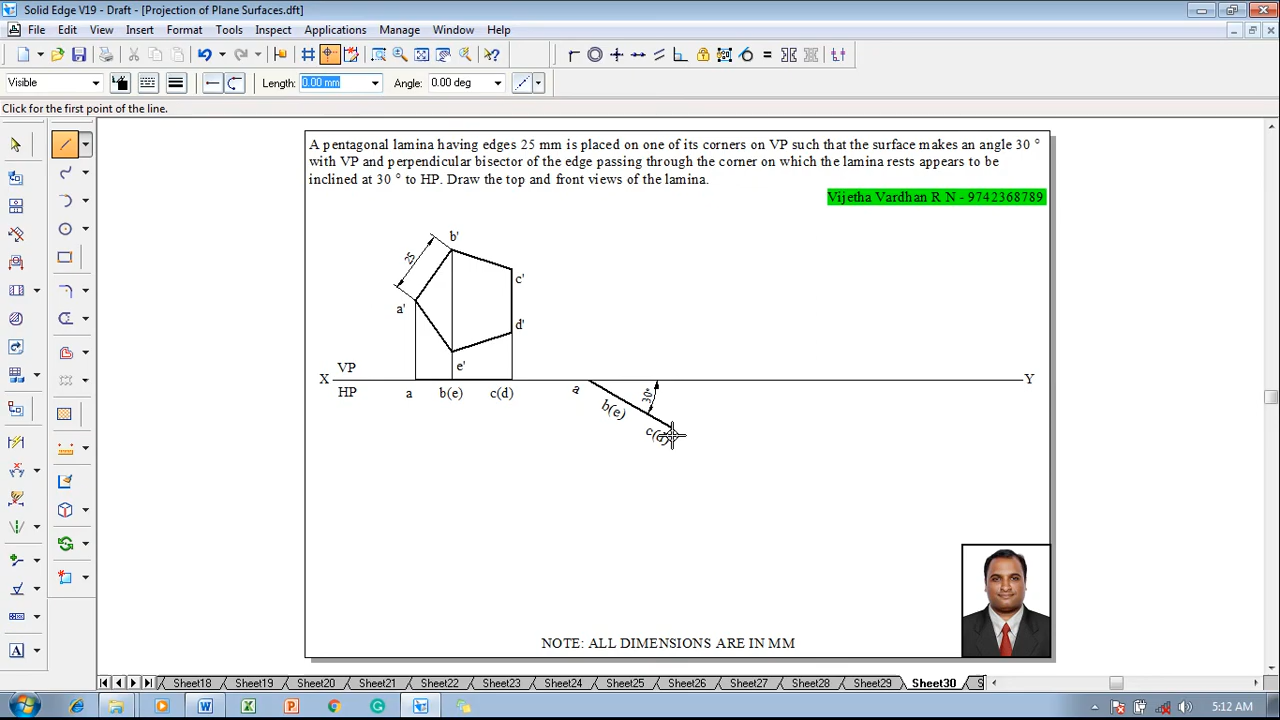 Solid Edge V19 - Draft - [Projection of Plane Surfaces.dft]
File Edit View Insert Format Tools Inspect Applications Manage Window Help
Visible Length: 0.00 mm Angle: 0.00 deg
Click for the first point of the line.
A pentagonal lamina having edges 25 mm is placed on one of its corners on VP such that the surface makes an angle 30 °
with VP and perpendicular bisector of the edge passing through the corner on which the lamina rests appears to be
inclined at 30 ° to HP. Draw the top and front views of the lamina.
Vijetha Vardhan R N - 9742368789
b'
25
c'
a'
d'
e'
VP
X Y
HP a b(e) c(d) a 30°
b(e)
c(d)
NOTE: ALL DIMENSIONS ARE IN MM
Sheet18 Sheet19 Sheet20 Sheet21 Sheet22 Sheet23 Sheet24 Sheet25 Sheet26 Sheet27 Sheet28 Sheet29 Sheet30 S
5:12 AM